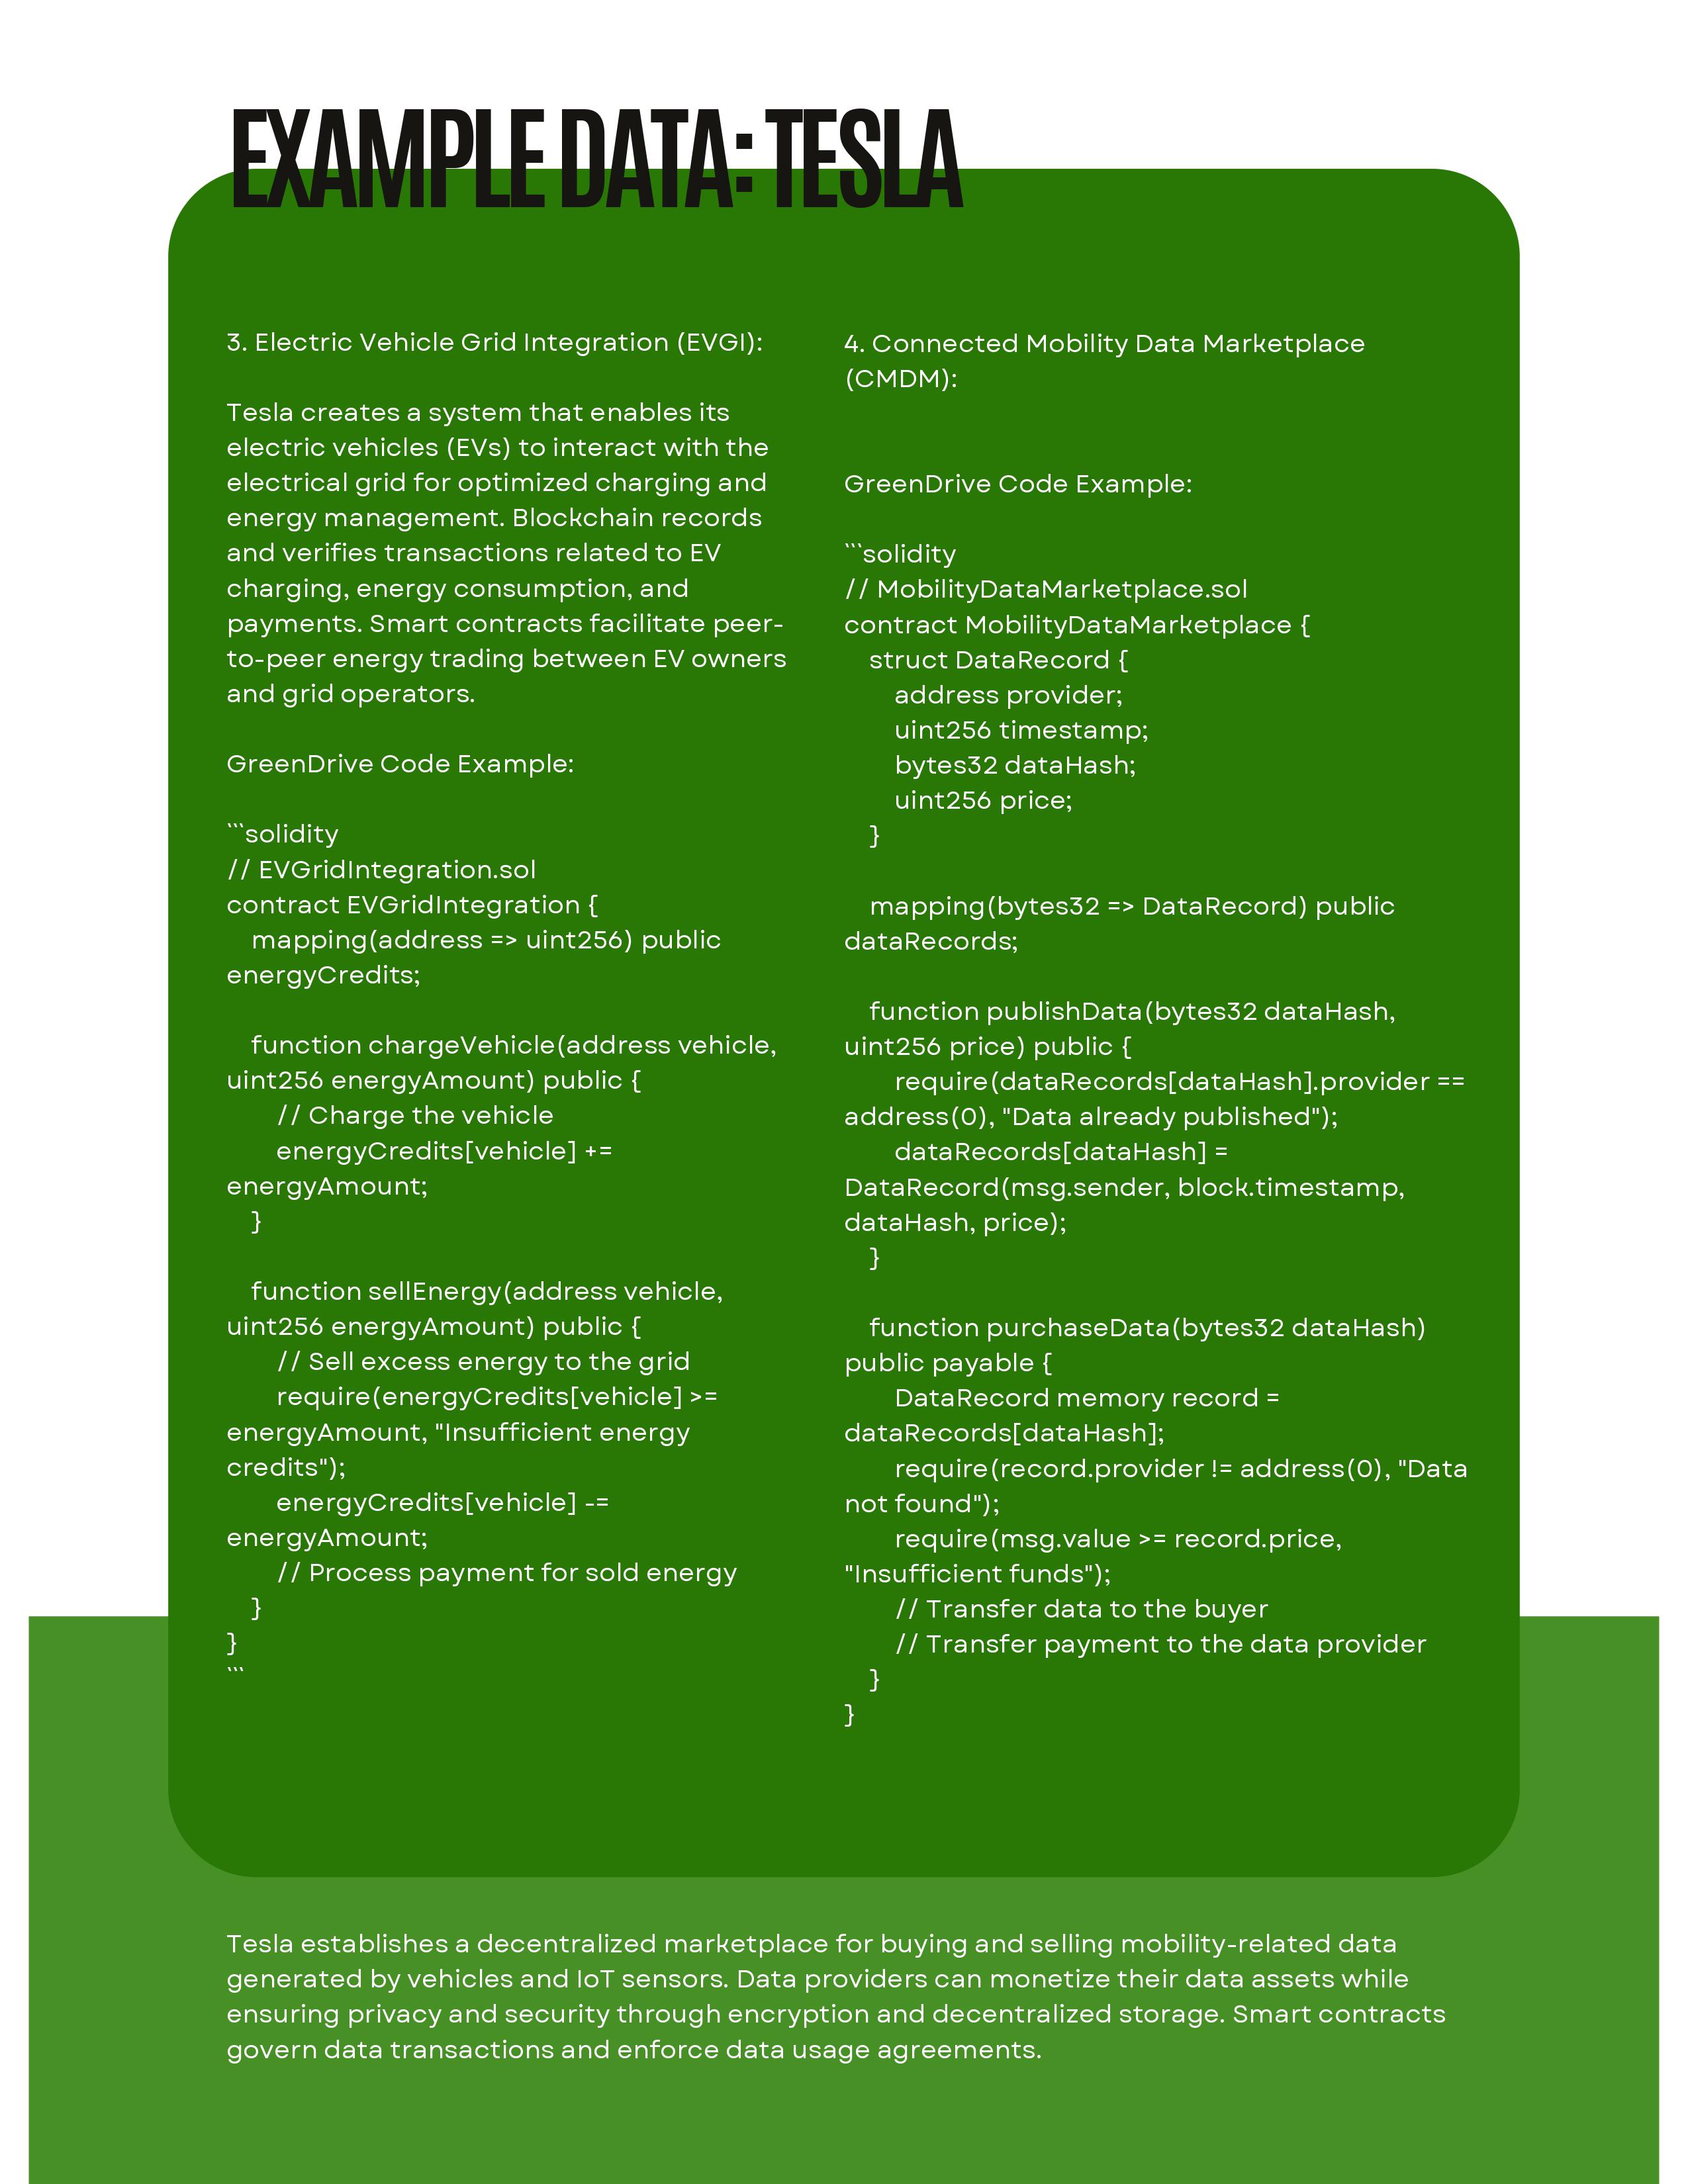 EXAMPLE DATA: TESLA
3. Electric Vehicle Grid Integration (EVGI):
Tesla creates a system that enables its
electric vehicles (EVs) to interact with the
electrical grid for optimized charging and
energy management. Blockchain records
and verifies transactions related to EV
charging, energy consumption, and
payments. Smart contracts facilitate peer-
to-peer energy trading between EV owners
and grid operators.
GreenDrive Code Example:
```solidity
// EVGridIntegration.sol
contract EVGridIntegration {
    mapping(address => uint256) public
energyCredits;
    function chargeVehicle(address vehicle,
uint256 energyAmount) public {
        // Charge the vehicle
        energyCredits[vehicle] +=
energyAmount;
    }
    function sellEnergy(address vehicle,
uint256 energyAmount) public {
        // Sell excess energy to the grid
        require(energyCredits[vehicle] >=
energyAmount, "Insufficient energy
credits");
        energyCredits[vehicle] -=
energyAmount;
        // Process payment for sold energy
    }
}
```
4. Connected Mobility Data Marketplace
(CMDM):
GreenDrive Code Example:
```solidity
// MobilityDataMarketplace.sol
contract MobilityDataMarketplace {
    struct DataRecord {
        address provider;
        uint256 timestamp;
        bytes32 dataHash;
        uint256 price;
    }
    mapping(bytes32 => DataRecord) public
dataRecords;
    function publishData(bytes32 dataHash,
uint256 price) public {
        require(dataRecords[dataHash].provider ==
address(0), "Data already published");
        dataRecords[dataHash] =
DataRecord(msg.sender, block.timestamp,
dataHash, price);
    }
    function purchaseData(bytes32 dataHash)
public payable {
        DataRecord memory record =
dataRecords[dataHash];
        require(record.provider != address(0), "Data
not found");
        require(msg.value >= record.price,
"Insufficient funds");
        // Transfer data to the buyer
        // Transfer payment to the data provider
    }
}
Tesla establishes a decentralized marketplace for buying and selling mobility-related data
generated by vehicles and IoT sensors. Data providers can monetize their data assets while
ensuring privacy and security through encryption and decentralized storage. Smart contracts
govern data transactions and enforce data usage agreements.